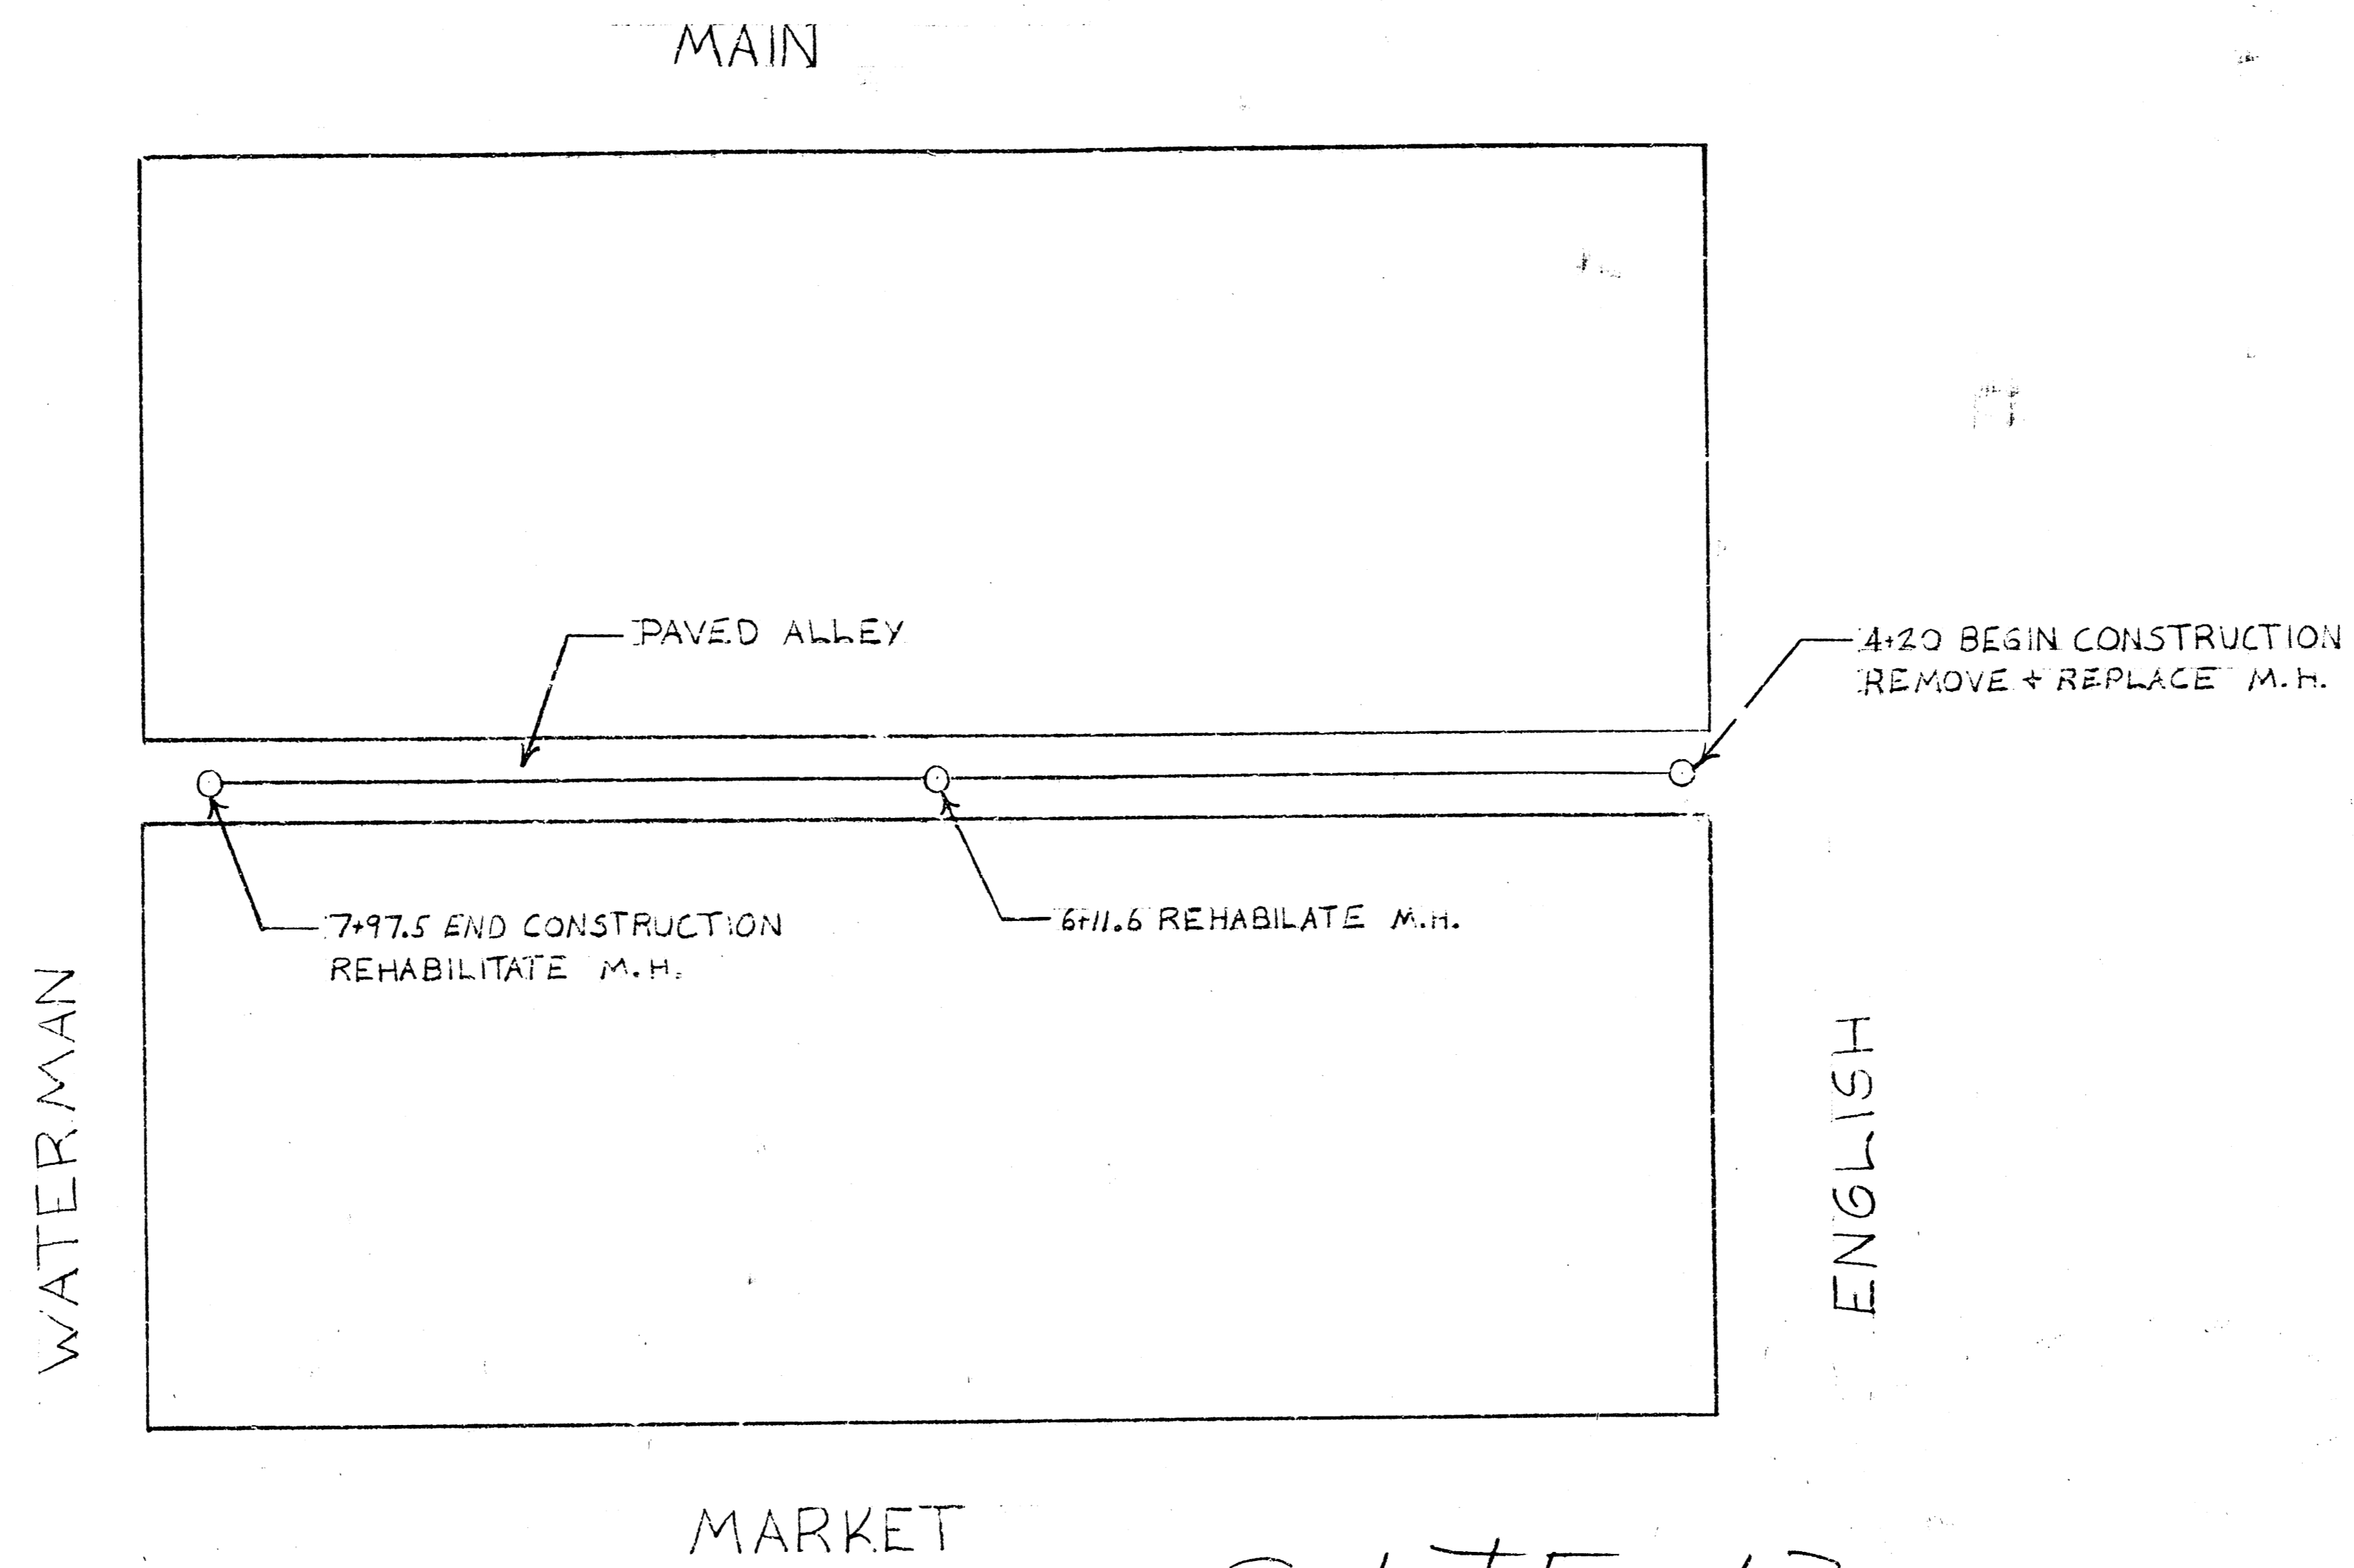 MAIN
PAVED ALLEY
4+20 BEGIN CONSTRUCTION
REMOVE + REPLACE M.H.
7+97.5 END CONSTRUCTION
REHABILITATE M.H.
6+11.6 REHABILATE M.H.
WATERMAN
ENGLISH
MARKET